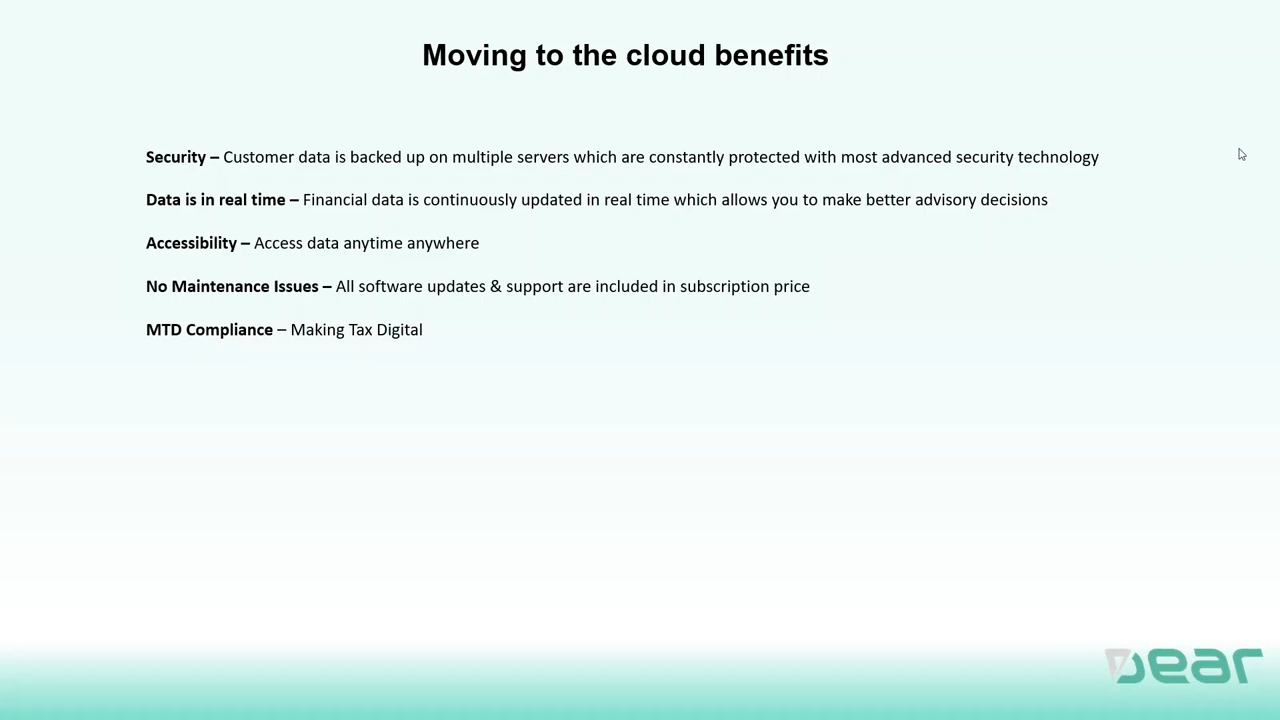 Moving to the cloud benefits
Security – Customer data is backed up on multiple servers which are constantly protected with most advanced security technology
Data is in real time – Financial data is continuously updated in real time which allows you to make better advisory decisions
Accessibility – Access data anytime anywhere
No Maintenance Issues – All software updates & support are included in subscription price
MTD Compliance – Making Tax Digital
Dear